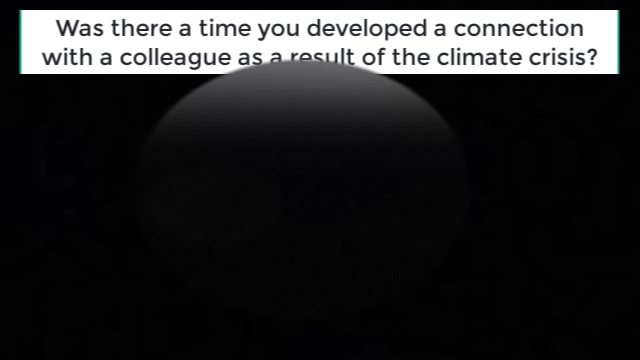 Was there a time you developed a connection
with a colleague as a result of the climate crisis?